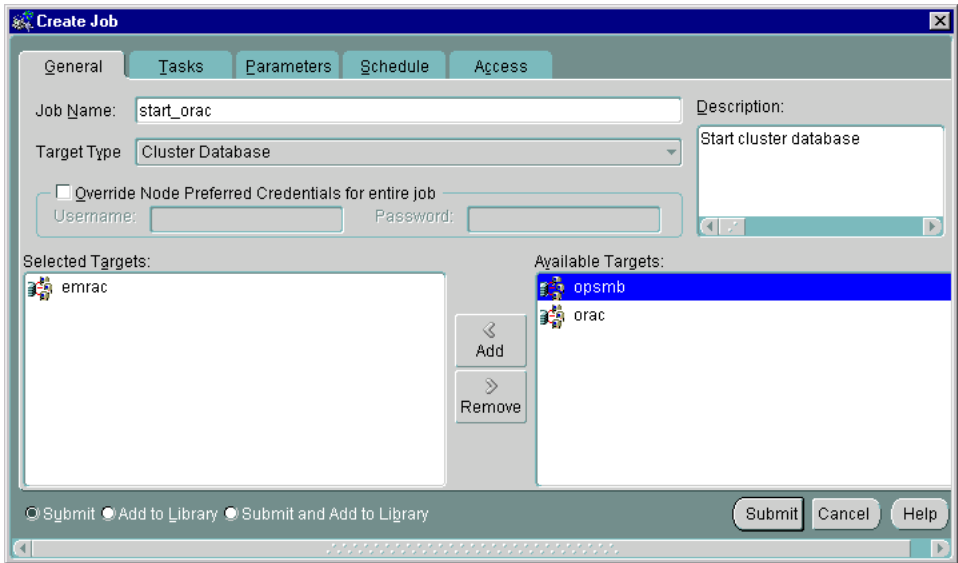 Create Job
General Tasks Parameters Schedule Access
Job Name: start_orac
Description:
Start cluster database
Target Type Cluster Database
Override Node Preferred Credentials for entire job
Username: Password:
Selected Targets:
emrac
Available Targets:
opsmb
orac
Add
Remove
Submit Add to Library Submit and Add to Library
Submit Cancel Help